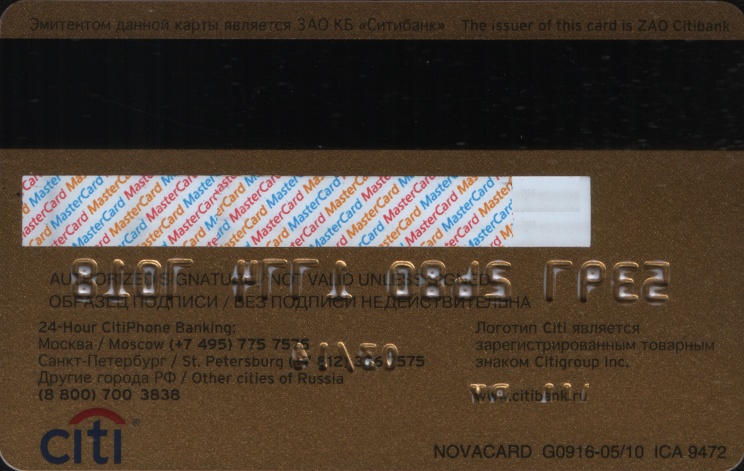 Эмитентом данной карты является ЗАО КБ «Ситибанк» The issuer of this card is ZAO Citibank
MasterCard MasterCard MasterCard MasterCard
AUTHORIZED SIGNATURE / NOT VALID UNLESS SIGNED
ОБРАЗЕЦ ПОДПИСИ / БЕЗ ПОДПИСИ НЕДЕЙСТВИТЕЛЬНА
24-Hour CitiPhone Banking:
Москва / Moscow (+7 495) 775 7575
Санкт-Петербург / St. Petersburg
Другие города РФ / Other cities of Russia
(8 800) 700 3838
Логотип Citi является
зарегистрированным товарным
знаком Citigroup Inc.
www.citibank.ru
citi®
NOVACARD G0916-05/10 ICA 9472